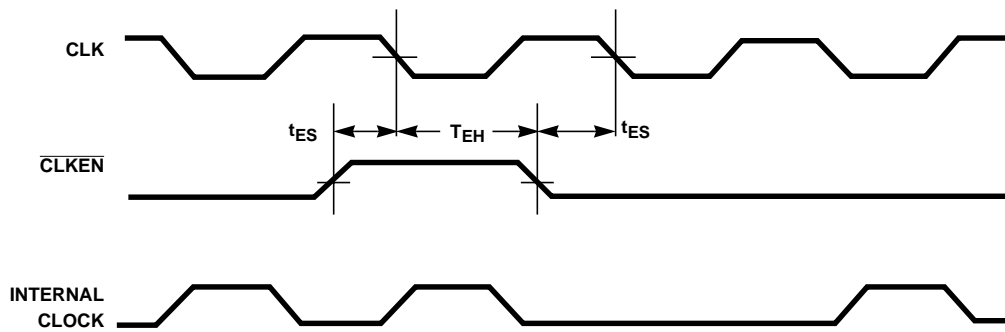 CLK
tES
TEH
tES
CLKEN
INTERNAL
CLOCK